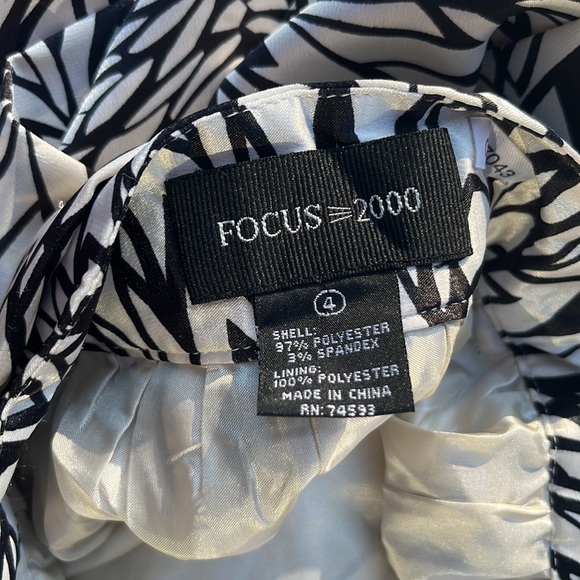 FOCUS 2000
4
SHELL:
97% POLYESTER
3% SPANDEX
LINING:
100% POLYESTER
MADE IN CHINA
RN: 74593